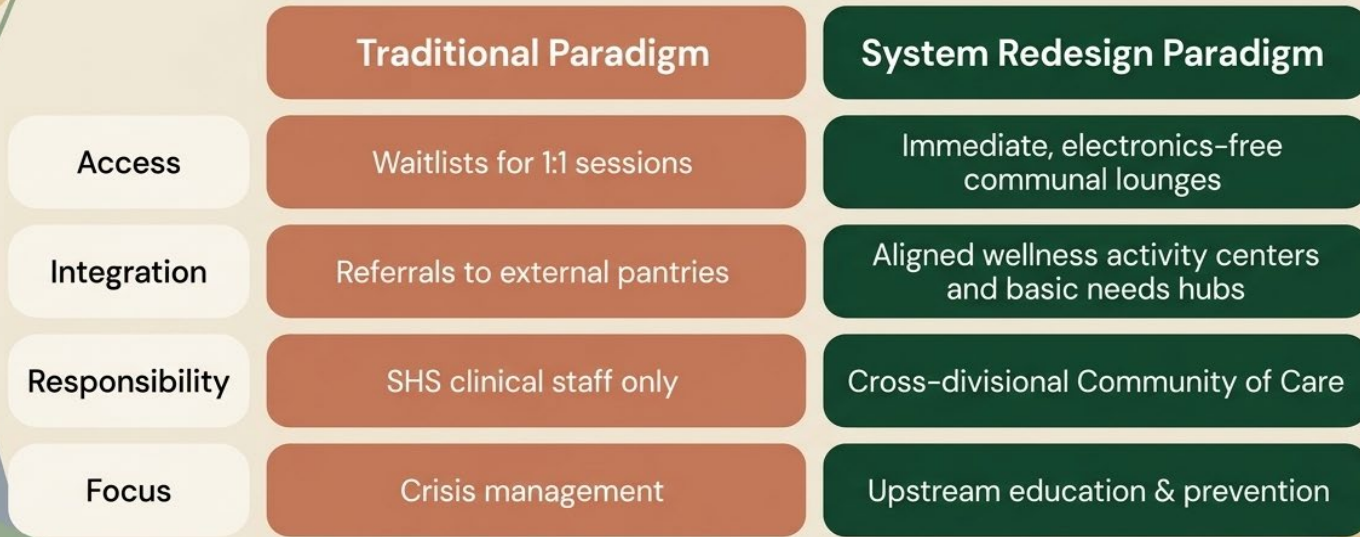 Traditional Paradigm
System Redesign Paradigm
Access
Waitlists for 1:1 sessions
Immediate, electronics-free
communal lounges
Integration
Referrals to external pantries
Aligned wellness activity centers
and basic needs hubs
Responsibility
SHS clinical staff only
Cross-divisional Community of Care
Focus
Crisis management
Upstream education & prevention